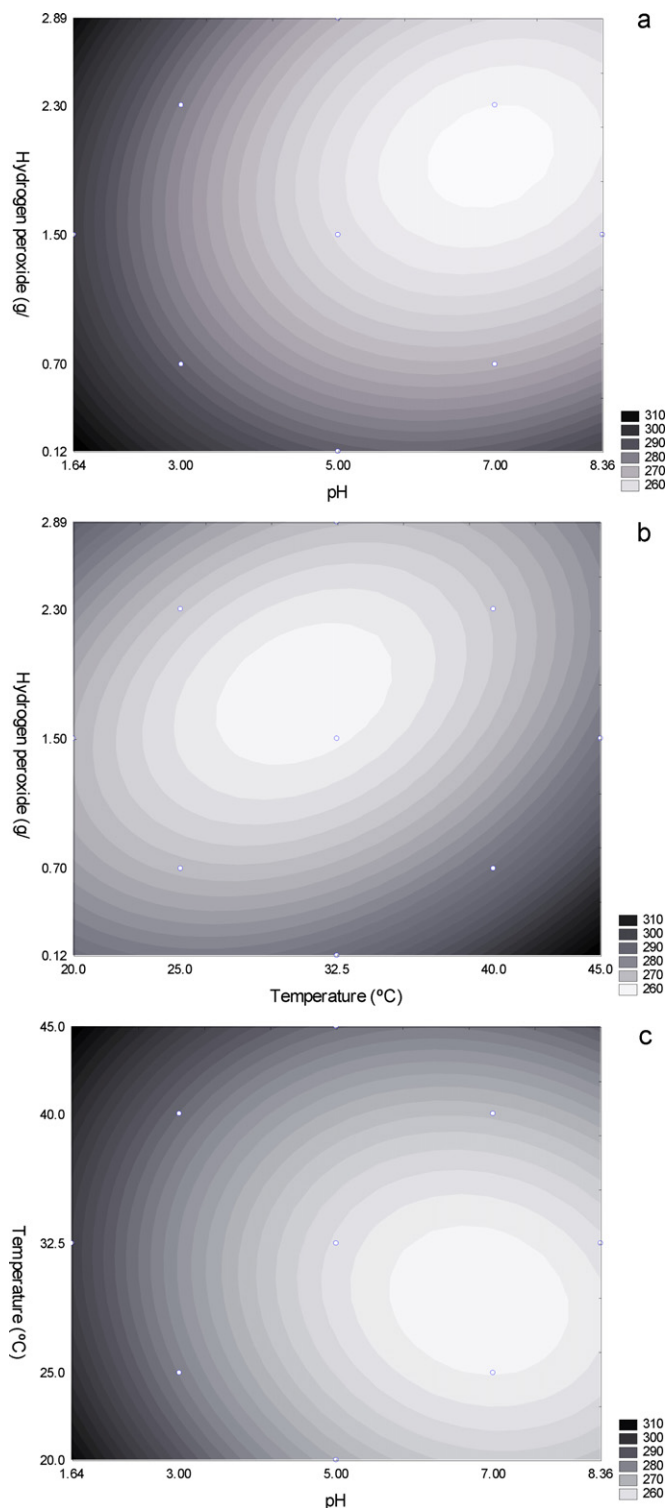 a
2.89
2.30
1.50
0.70
0.12
Hydrogen peroxide (g/
1.64 3.00 5.00 7.00 8.36
pH
310
300
290
280
270
260
b
2.89
2.30
1.50
0.70
0.12
Hydrogen peroxide (g/
20.0 25.0 32.5 40.0 45.0
Temperature (ºC)
310
300
290
280
270
260
c
45.0
40.0
32.5
25.0
20.0
Temperature (ºC)
1.64 3.00 5.00 7.00 8.36
pH
310
300
290
280
270
260